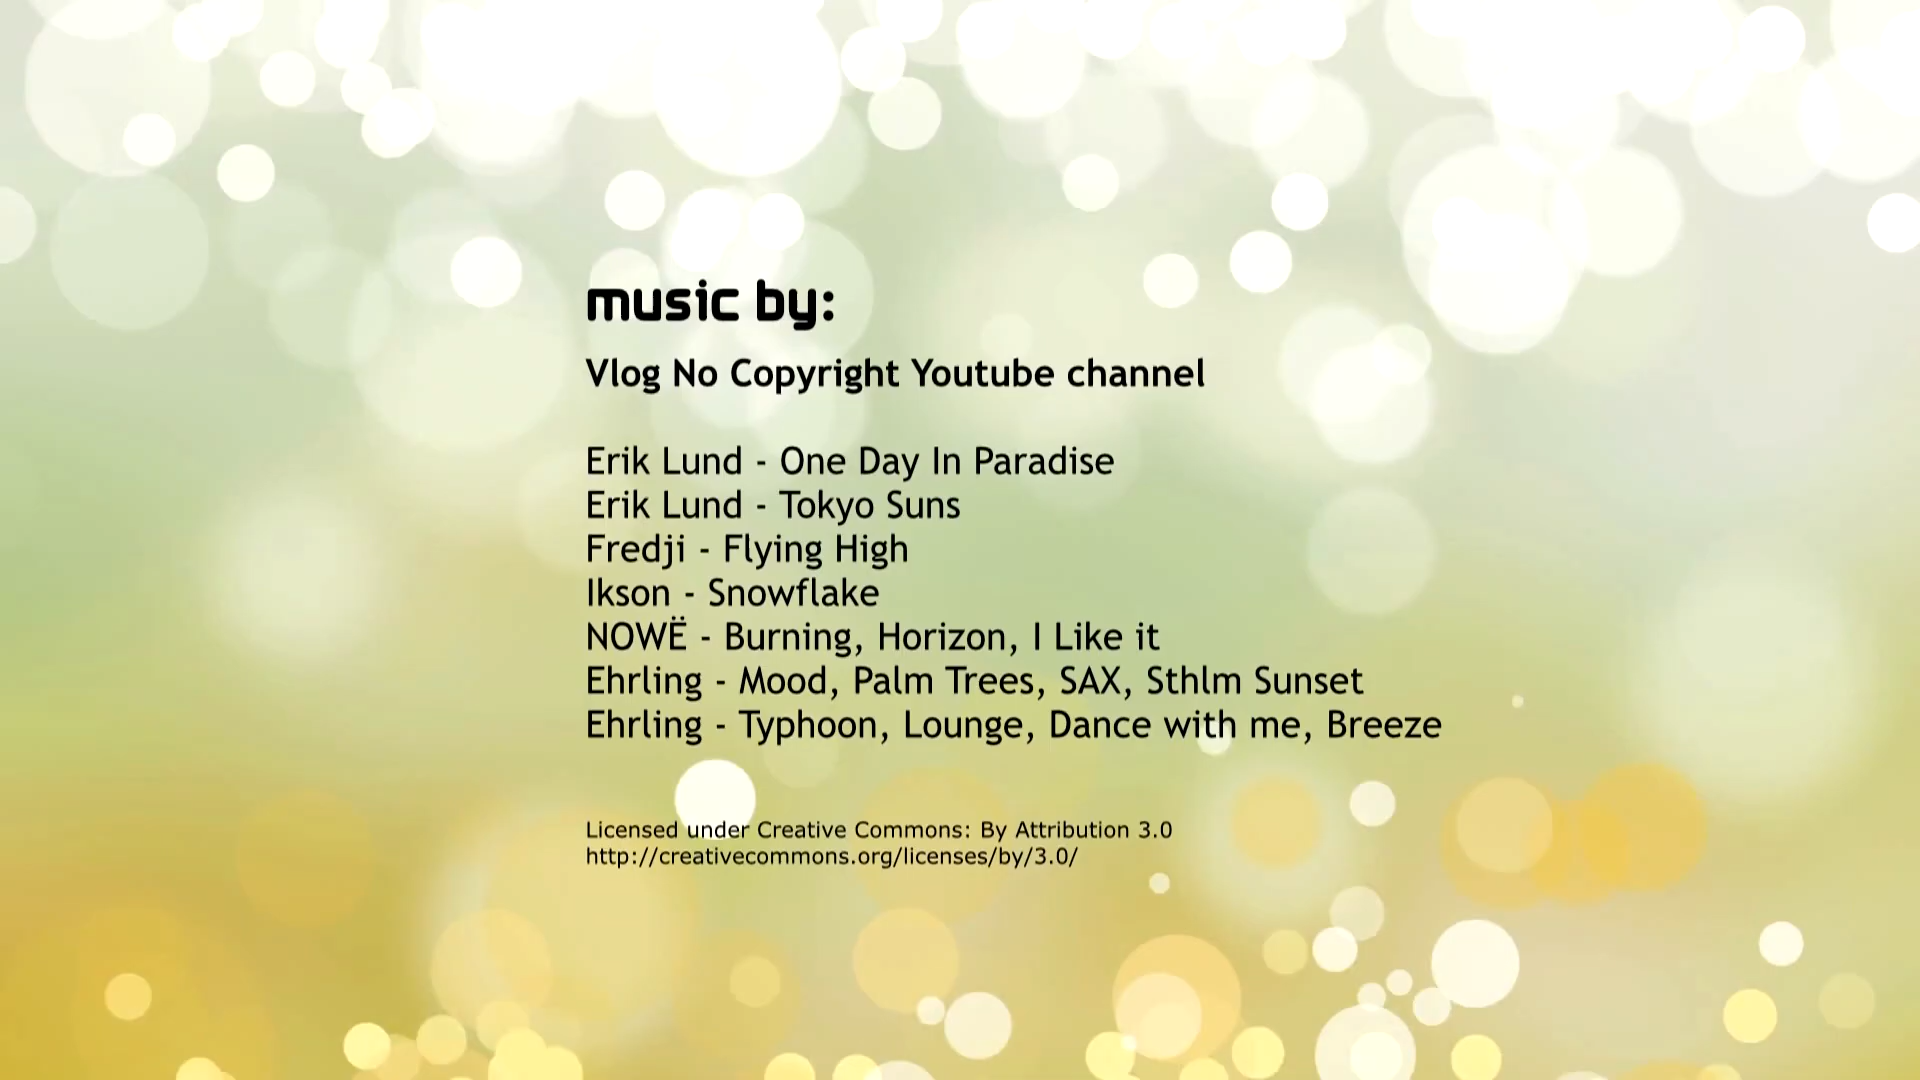 music by:
Vlog No Copyright Youtube channel
Erik Lund - One Day In Paradise
Erik Lund - Tokyo Suns
Fredji - Flying High
Ikson - Snowflake
NOWË - Burning, Horizon, I Like it
Ehrling - Mood, Palm Trees, SAX, Sthlm Sunset
Ehrling - Typhoon, Lounge, Dance with me, Breeze
Licensed under Creative Commons: By Attribution 3.0
http://creativecommons.org/licenses/by/3.0/